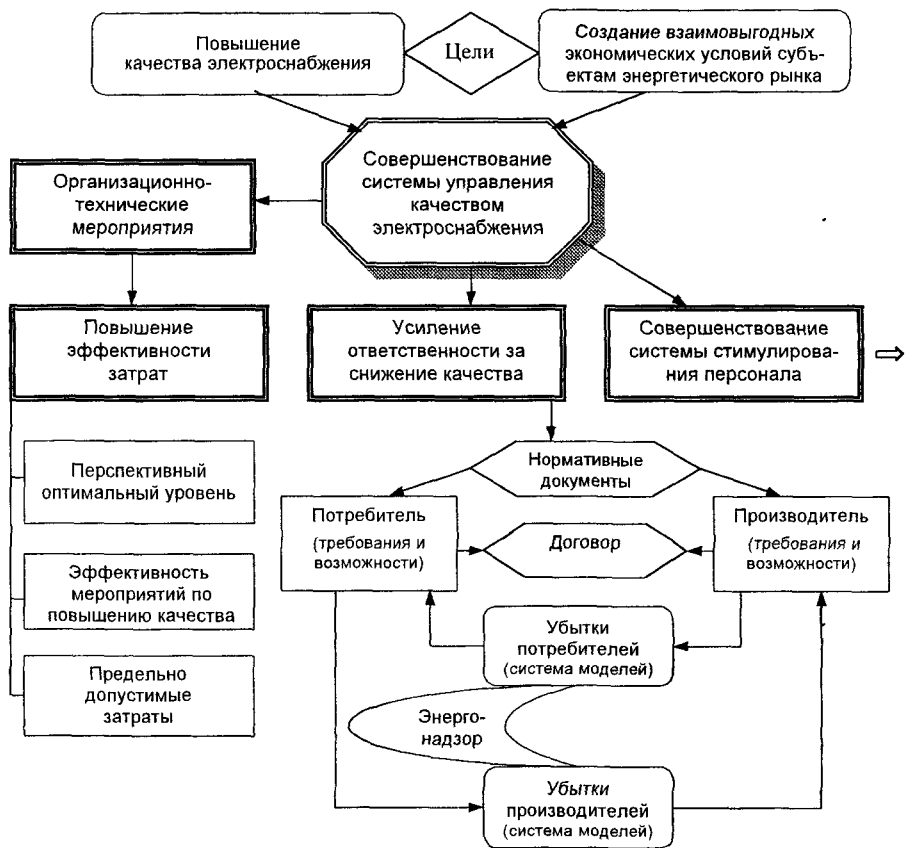 Повышение
качества электроснабжения
Цели
Создание взаимовыгодных
экономических условий субъ-
ектам энергетического рынка
Совершенствование
системы управления
качеством
электроснабжения
Организационно-
технические
мероприятия
Повышение
эффективности
затрат
Усиление
ответственности за
снижение качества
Совершенствование
системы стимулирова-
ния персонала
Перспективный
оптимальный уровень
Эффективность
мероприятий по
повышению качества
Предельно
допустимые
затраты
Нормативные
документы
Потребитель
(требования и
возможности)
Договор
Производитель
(требования и
возможности)
Убытки
потребителей
(система моделей)
Энерго-
надзор
Убытки
производителей
(система моделей)